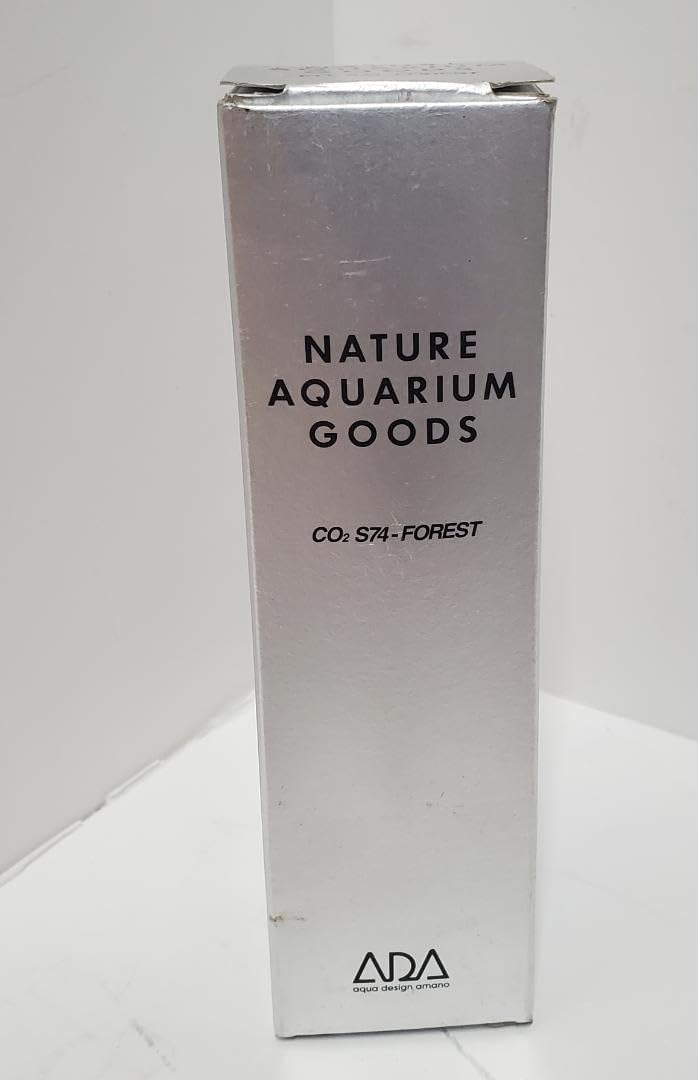 NATURE
AQUARIUM
GOODS
CO₂ S74-FOREST
ADA
aqua design amano